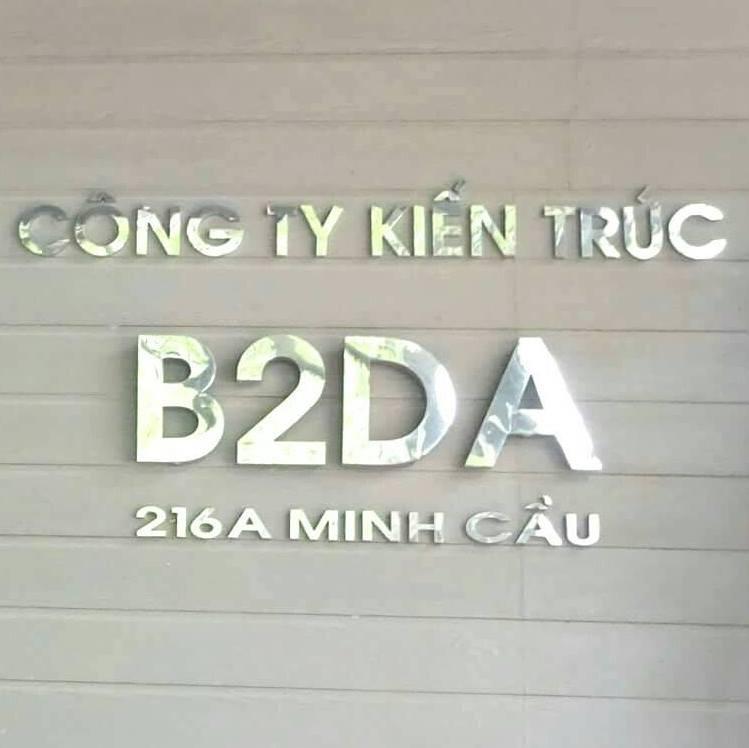 CÔNG TY KIẾN TRÚC
B2DA
216A MINH CẦU